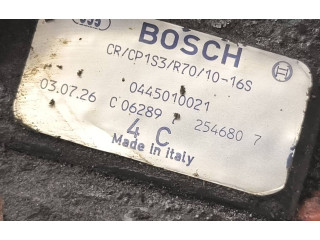 BOSCH
CR/CP1S3/R70/10-16S
03.07.26 0445010021
C 06289 254680 7
4 C
Made in Italy